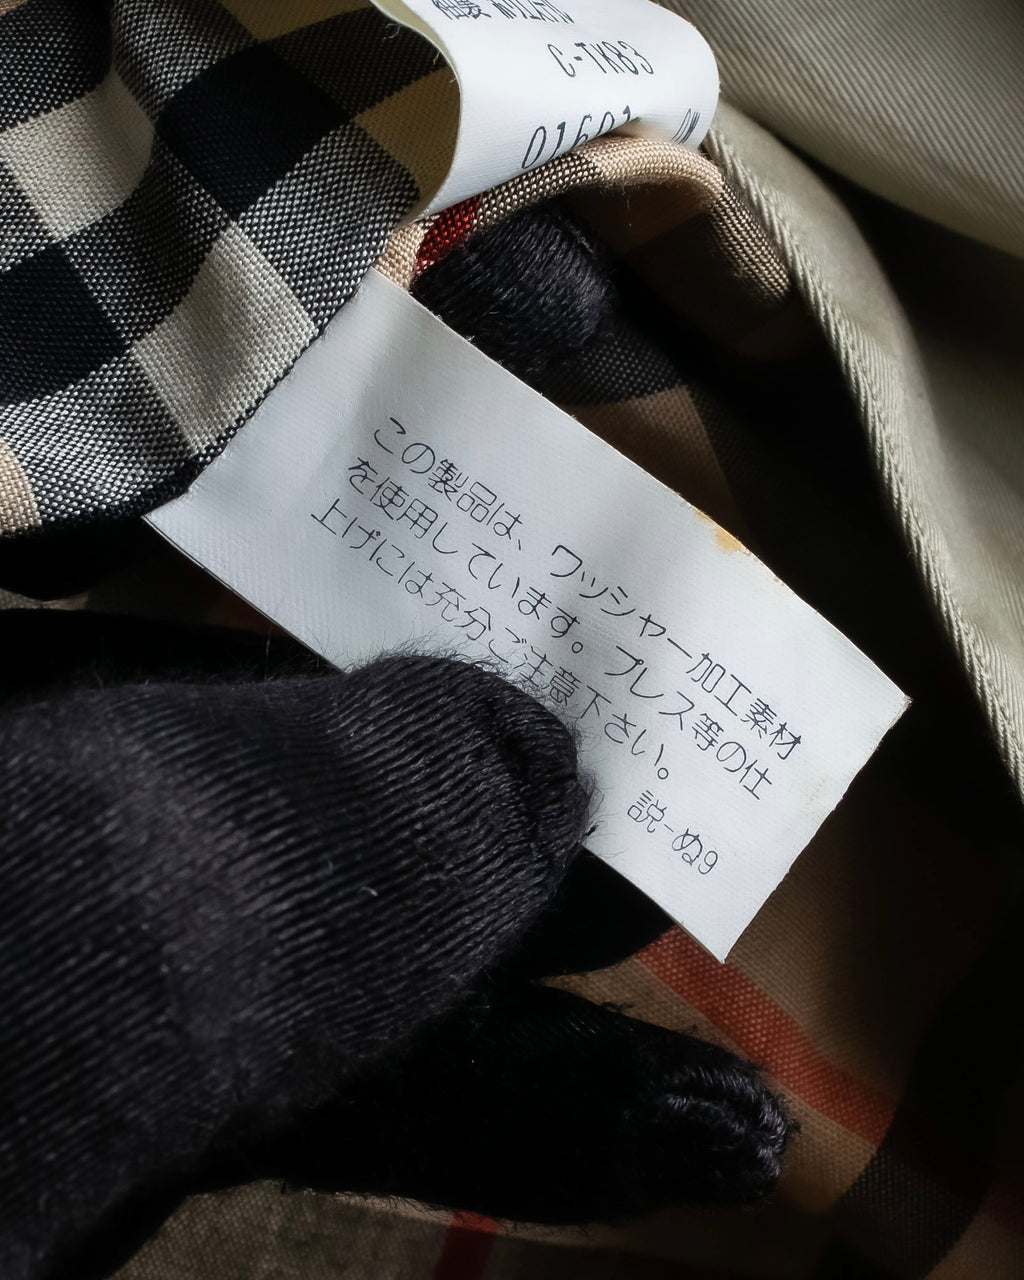 C-TK83
01601
この製品は、ワッシャー加工素材
を使用しています。プレス等の仕
上げには充分ご注意下さい。
説-ぬ9